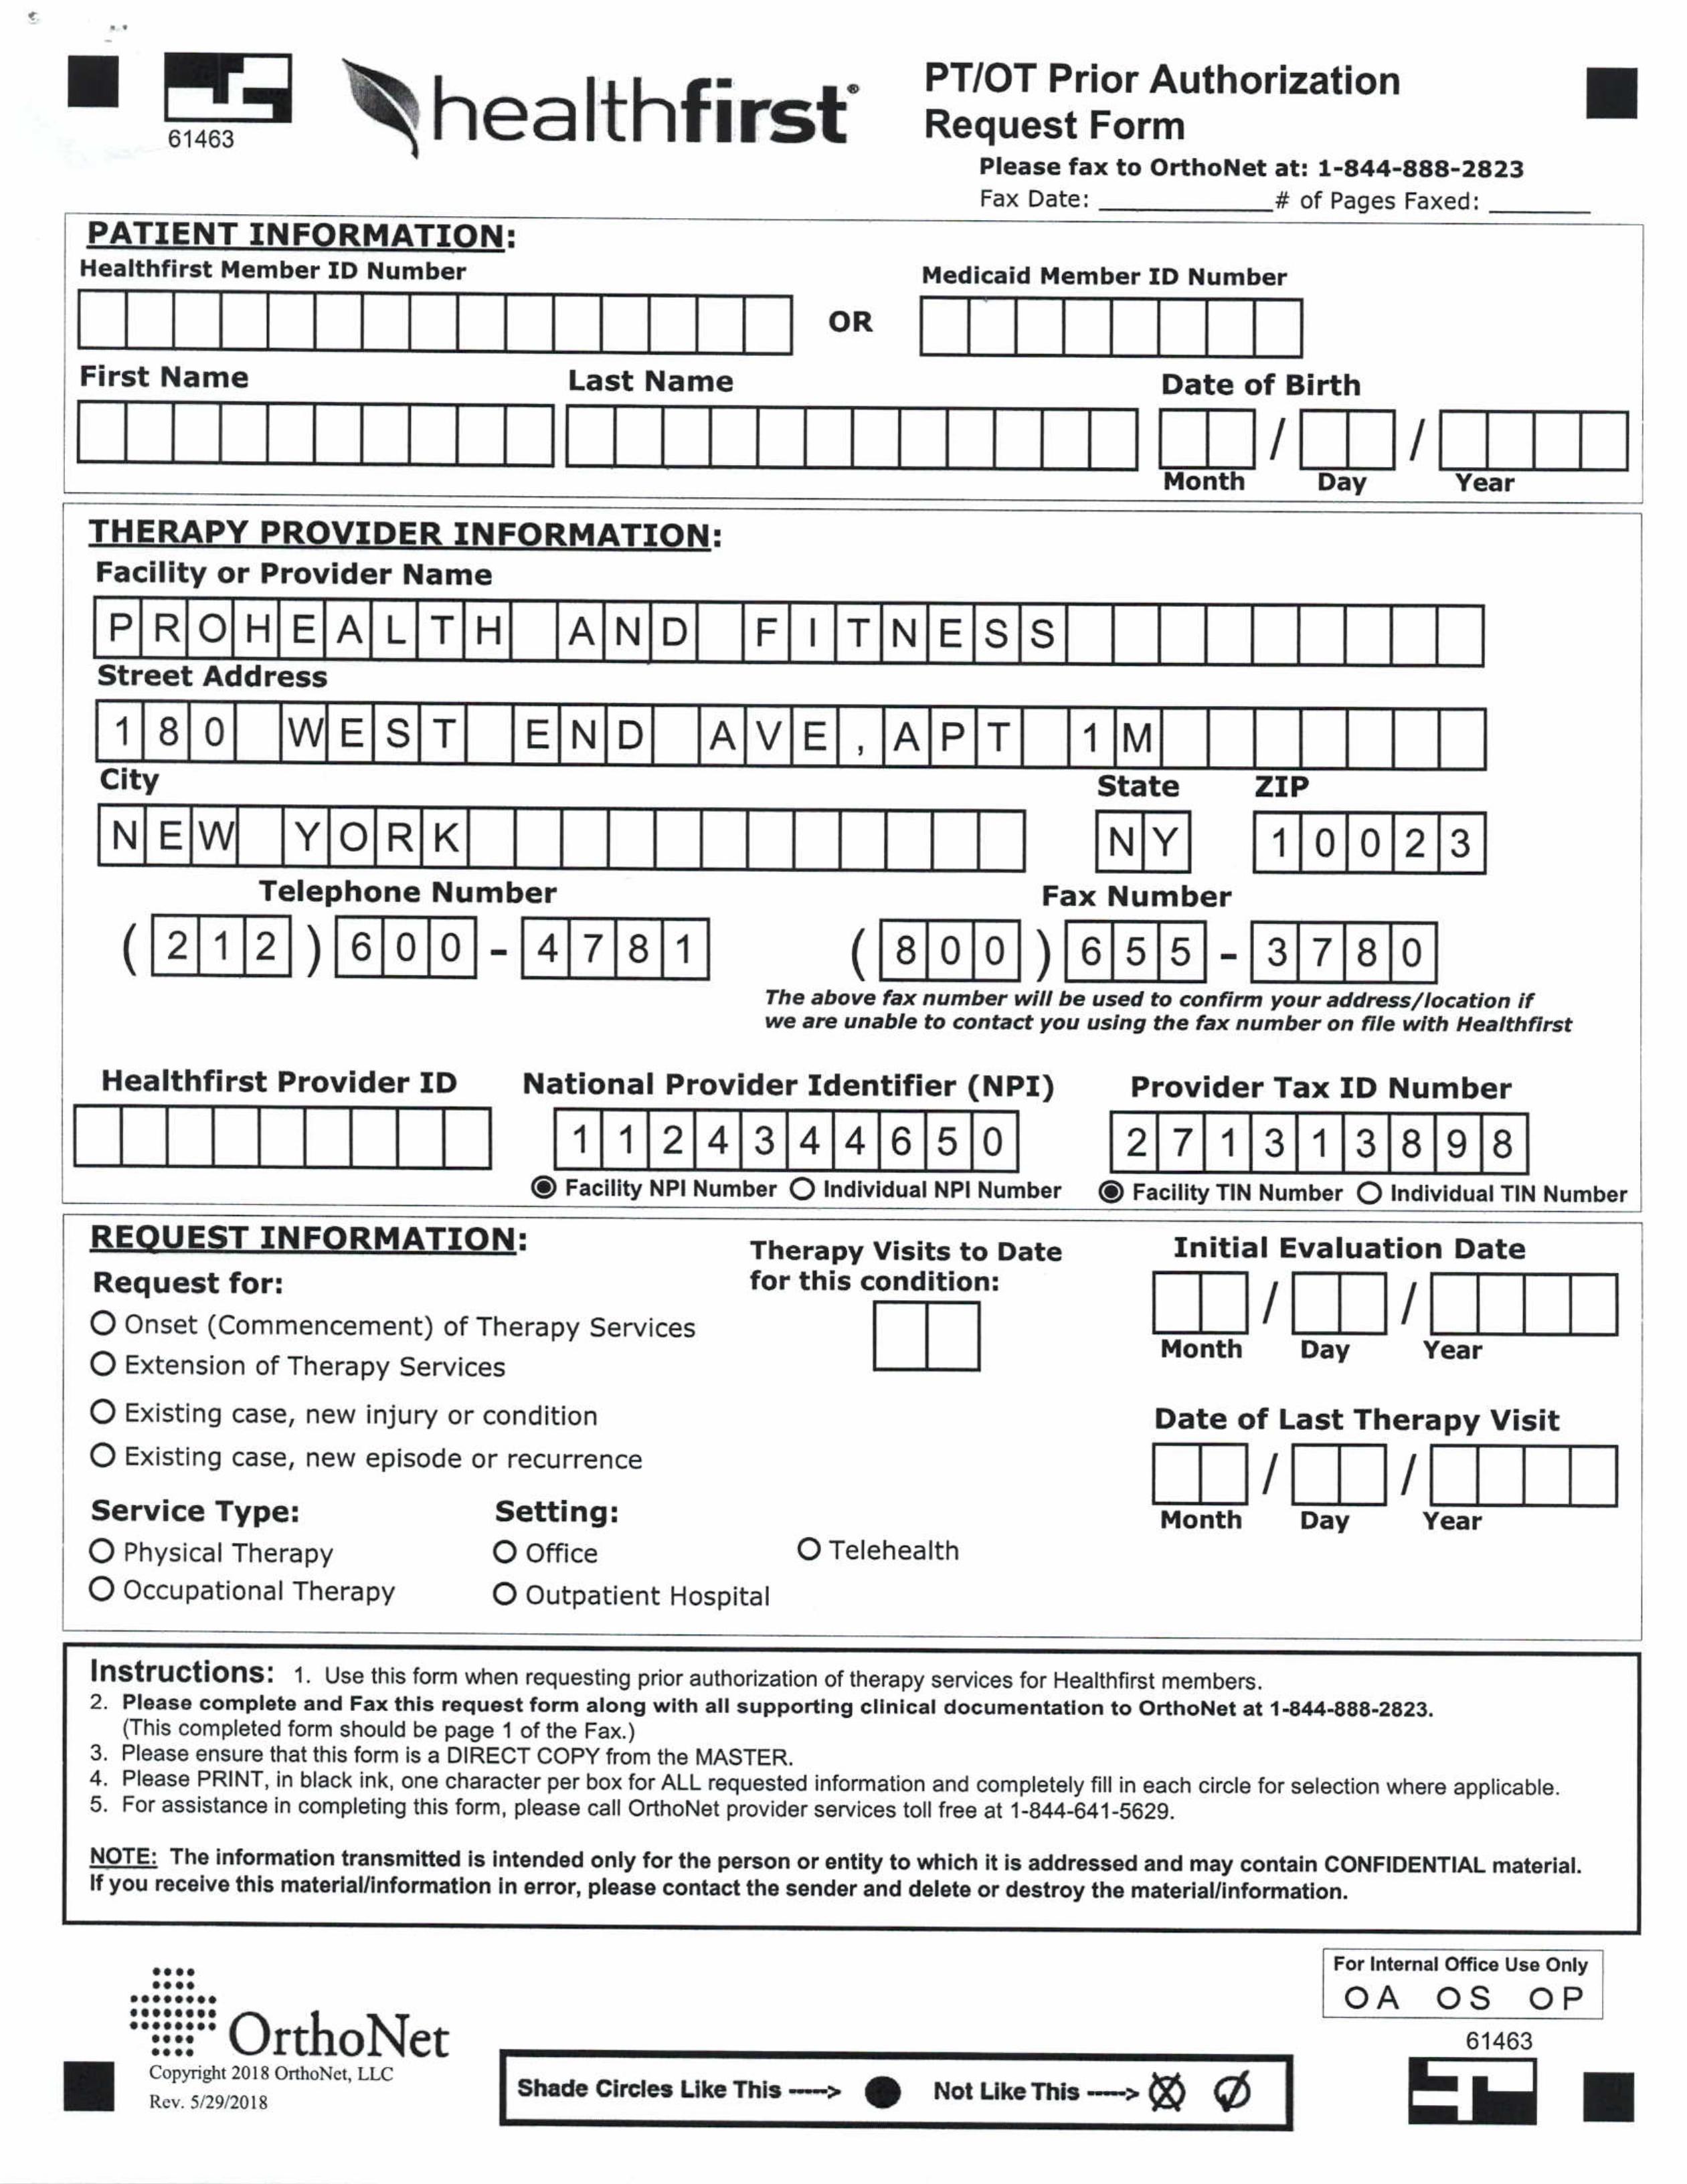 61463
healthfirst®
PT/OT Prior Authorization
Request Form
Please fax to OrthoNet at: 1-844-888-2823
Fax Date: ____________ # of Pages Faxed: _______
PATIENT INFORMATION:
Healthfirst Member ID Number
Medicaid Member ID Number
OR
First Name Last Name Date of Birth
/ /
Month Day Year
THERAPY PROVIDER INFORMATION:
Facility or Provider Name
PROHEALTH AND FITNESS
Street Address
180 WEST END AVE, APT 1M
City State ZIP
NEW YORK NY 10023
Telephone Number Fax Number
(212) 600-4781 (800) 655-3780
The above fax number will be used to confirm your address/location if
we are unable to contact you using the fax number on file with Healthfirst
Healthfirst Provider ID National Provider Identifier (NPI) Provider Tax ID Number
1124344650 271313898
Facility NPI Number Individual NPI Number Facility TIN Number Individual TIN Number
REQUEST INFORMATION:
Request for:
Onset (Commencement) of Therapy Services
Extension of Therapy Services
Existing case, new injury or condition
Existing case, new episode or recurrence
Therapy Visits to Date
for this condition:
Initial Evaluation Date
/ /
Month Day Year
Date of Last Therapy Visit
/ /
Month Day Year
Service Type:
Physical Therapy
Occupational Therapy
Setting:
Office
Telehealth
Outpatient Hospital
Instructions: 1. Use this form when requesting prior authorization of therapy services for Healthfirst members.
2. Please complete and Fax this request form along with all supporting clinical documentation to OrthoNet at 1-844-888-2823.
(This completed form should be page 1 of the Fax.)
3. Please ensure that this form is a DIRECT COPY from the MASTER.
4. Please PRINT, in black ink, one character per box for ALL requested information and completely fill in each circle for selection where applicable.
5. For assistance in completing this form, please call OrthoNet provider services toll free at 1-844-641-5629.
NOTE: The information transmitted is intended only for the person or entity to which it is addressed and may contain CONFIDENTIAL material.
If you receive this material/information in error, please contact the sender and delete or destroy the material/information.
For Internal Office Use Only
A S P
61463
OrthoNet
Copyright 2018 OrthoNet, LLC
Rev. 5/29/2018
Shade Circles Like This -----> Not Like This ----->